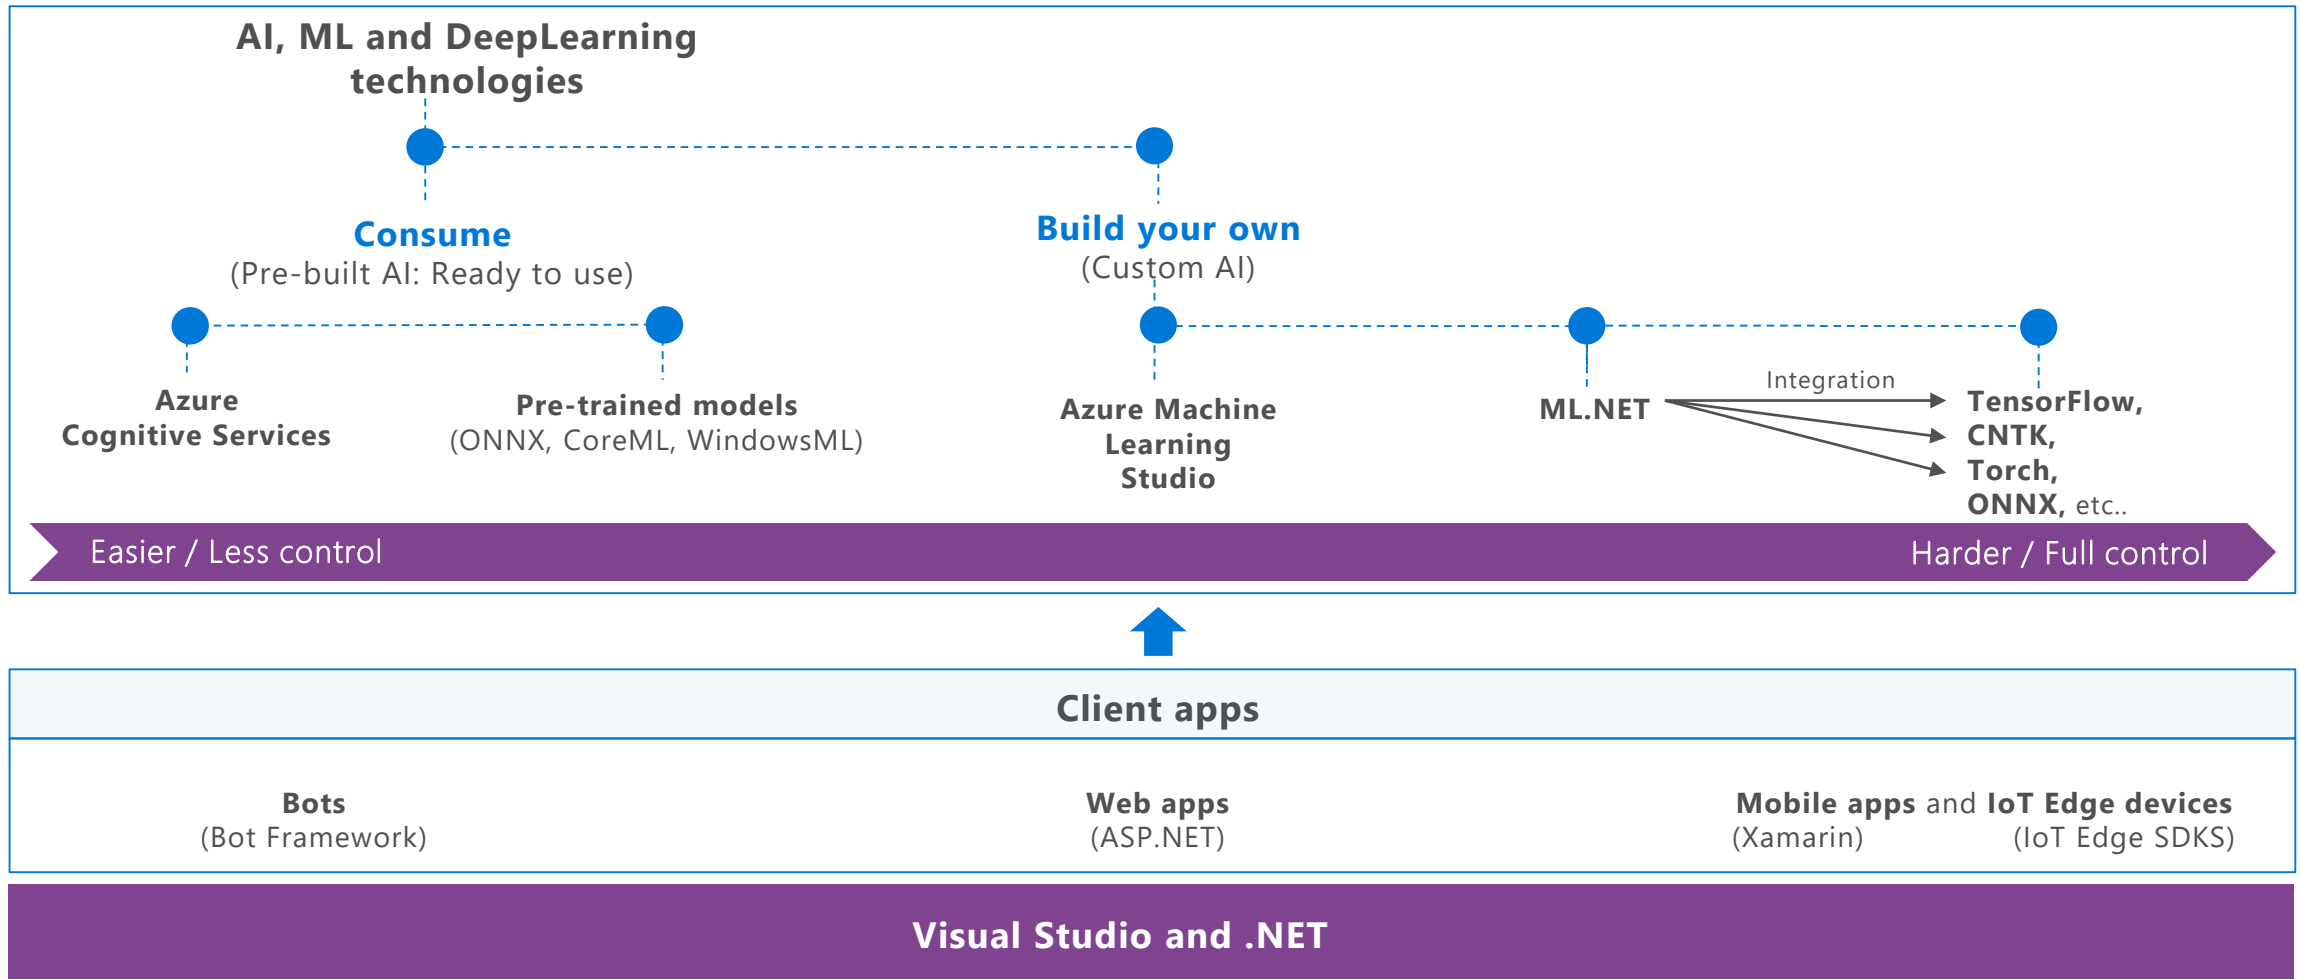 AI, ML and DeepLearning
technologies
Consume
(Pre-built AI: Ready to use)
Build your own
(Custom AI)
Azure
Cognitive Services
Pre-trained models
(ONNX, CoreML, WindowsML)
Azure Machine
Learning
Studio
ML.NET
Integration
TensorFlow,
CNTK,
Torch,
ONNX, etc..
Easier / Less control
Harder / Full control
Client apps
Bots
(Bot Framework)
Web apps
(ASP.NET)
Mobile apps and IoT Edge devices
(Xamarin) (IoT Edge SDKS)
Visual Studio and .NET